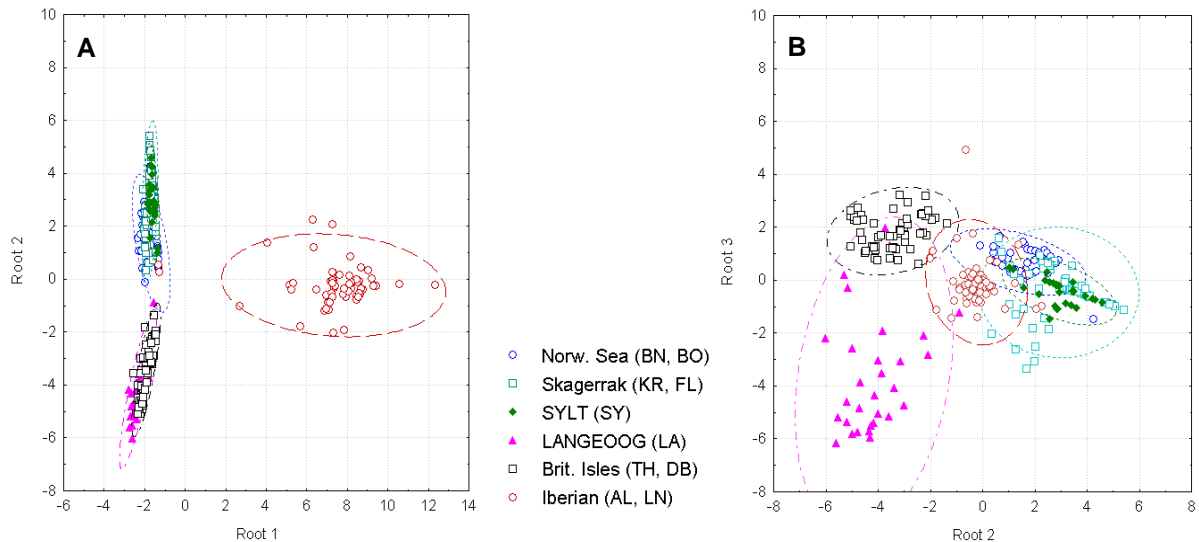 A
10
8
6
4
2
0
-2
-4
-6
-8
Root 2
-6 -4 -2 0 2 4 6 8 10 12 14
Root 1
Norw. Sea (BN, BO)
Skagerrak (KR, FL)
SYLT (SY)
LANGEOOG (LA)
Brit. Isles (TH, DB)
Iberian (AL, LN)
B
10
8
6
4
2
0
-2
-4
-6
-8
Root 3
-8 -6 -4 -2 0 2 4 6 8
Root 2